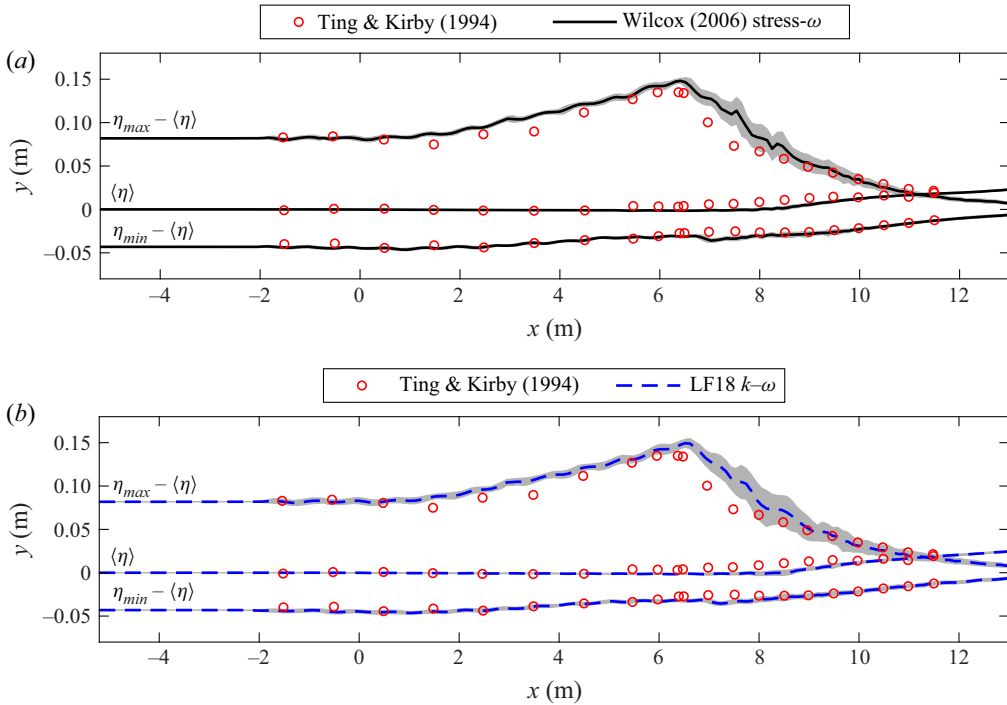 Ting & Kirby (1994) Wilcox (2006) stress-ω
(a)
0.15
0.10
0.05
0
−0.05
y (m)
η_max − ⟨η⟩
⟨η⟩
η_min − ⟨η⟩
−4 −2 0 2 4 6 8 10 12
x (m)
Ting & Kirby (1994) LF18 k–ω
(b)
0.15
0.10
0.05
0
−0.05
y (m)
η_max − ⟨η⟩
⟨η⟩
η_min − ⟨η⟩
−4 −2 0 2 4 6 8 10 12
x (m)